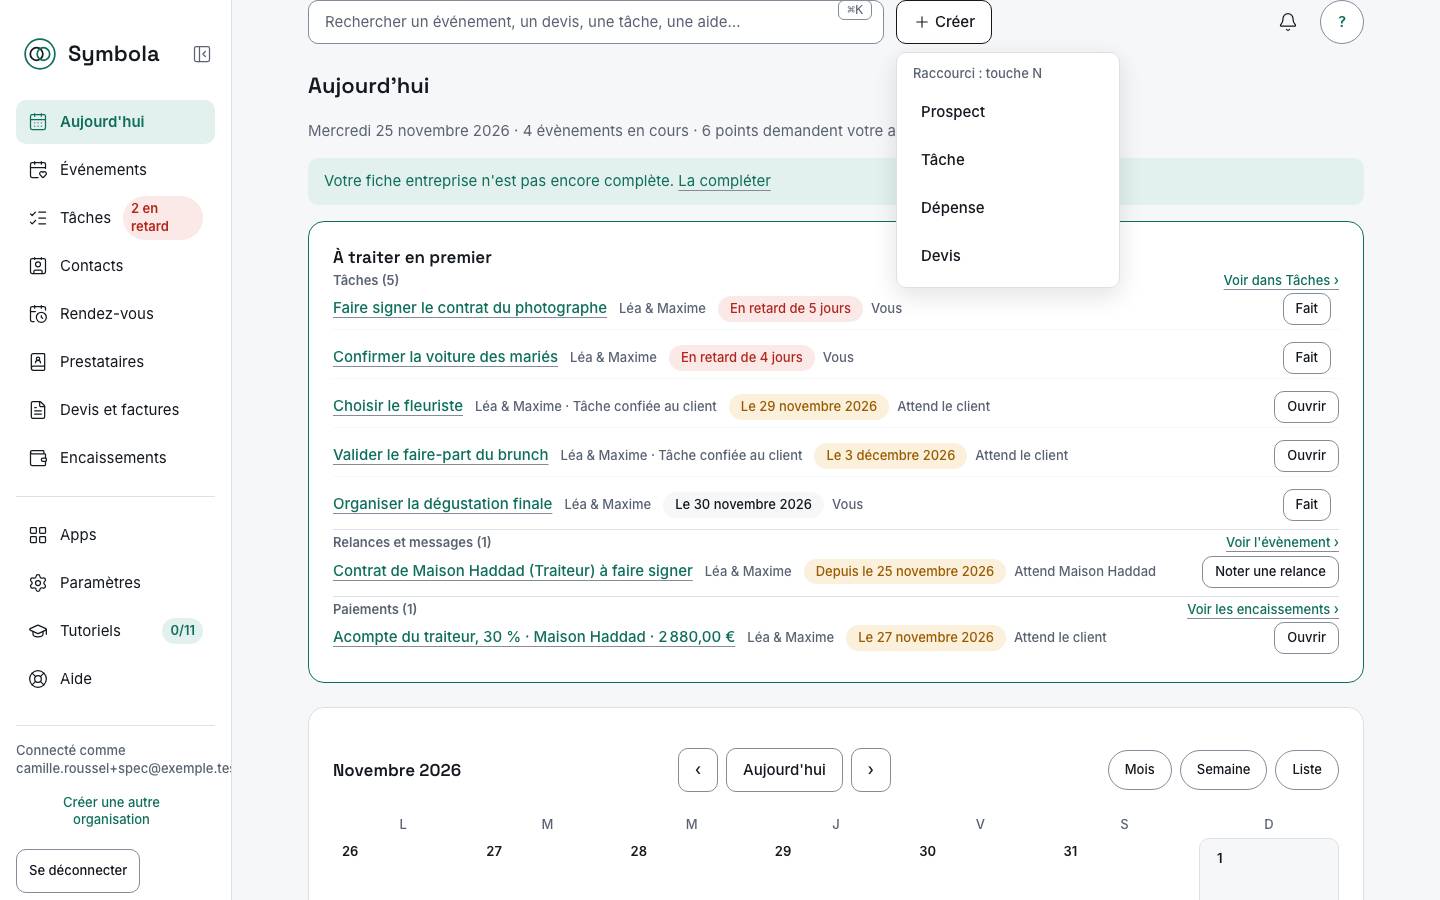 Symbola
Aujourd'hui
Événements
Tâches
2 en retard
Contacts
Rendez-vous
Prestataires
Devis et factures
Encaissements
Apps
Paramètres
Tutoriels
0/11
Aide
Connecté comme
camille.roussel+spec@exemple.te
Créer une autre
organisation
Se déconnecter
Rechercher un événement, un devis, une tâche, une aide...
⌘K
+ Créer
?
Raccourci : touche N
Prospect
Tâche
Dépense
Devis
Aujourd’hui
Mercredi 25 novembre 2026 · 4 évènements en cours · 6 points demandent votre a
Votre fiche entreprise n'est pas encore complète. La compléter
À traiter en premier
Tâches (5)
Voir dans Tâches ›
Faire signer le contrat du photographe Léa & Maxime En retard de 5 jours Vous Fait
Confirmer la voiture des mariés Léa & Maxime En retard de 4 jours Vous Fait
Choisir le fleuriste Léa & Maxime · Tâche confiée au client Le 29 novembre 2026 Attend le client Ouvrir
Valider le faire-part du brunch Léa & Maxime · Tâche confiée au client Le 3 décembre 2026 Attend le client Ouvrir
Organiser la dégustation finale Léa & Maxime Le 30 novembre 2026 Vous Fait
Relances et messages (1)
Voir l'évènement ›
Contrat de Maison Haddad (Traiteur) à faire signer Léa & Maxime Depuis le 25 novembre 2026 Attend Maison Haddad Noter une relance
Paiements (1)
Voir les encaissements ›
Acompte du traiteur, 30 % · Maison Haddad · 2 880,00 € Léa & Maxime Le 27 novembre 2026 Attend le client Ouvrir
Novembre 2026
‹ Aujourd'hui ›
Mois Semaine Liste
L M M J V S D
26 27 28 29 30 31 1